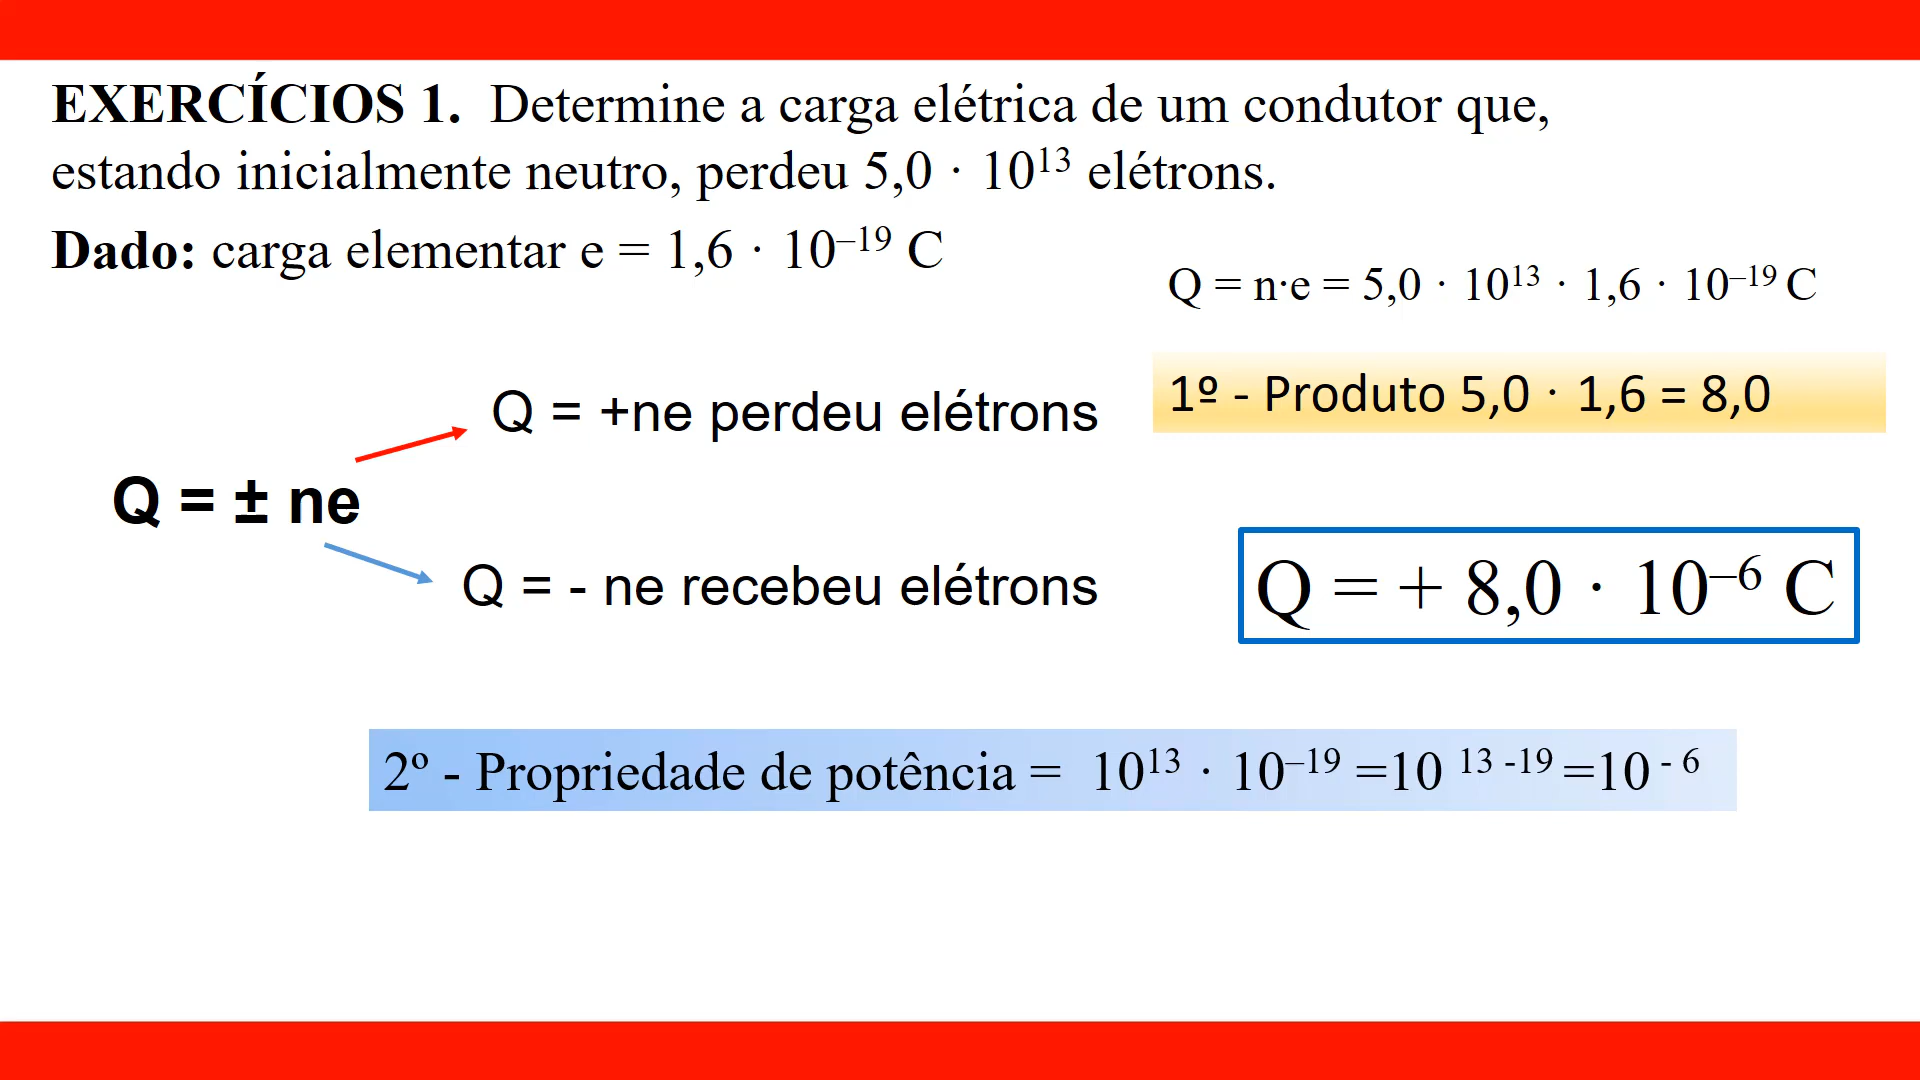 EXERCÍCIOS 1. Determine a carga elétrica de um condutor que,
estando inicialmente neutro, perdeu 5,0 · 10¹³ elétrons.
Dado: carga elementar e = 1,6 · 10⁻¹⁹ C
Q = n·e = 5,0 · 10¹³ · 1,6 · 10⁻¹⁹ C
1º - Produto 5,0 · 1,6 = 8,0
Q = +ne perdeu elétrons
Q = ± ne
Q = - ne recebeu elétrons
Q = + 8,0 · 10⁻⁶ C
2º - Propriedade de potência = 10¹³ · 10⁻¹⁹ =10 ¹³ ⁻¹⁹ =10 ⁻ ⁶